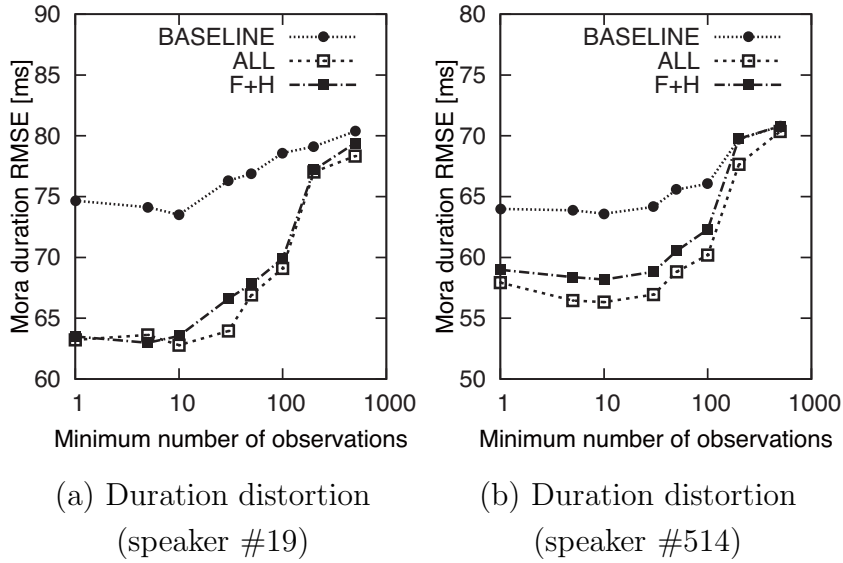 90
85
80
75
70
65
60
Mora duration RMSE [ms]
BASELINE
ALL
F+H
1 10 100 1000
Minimum number of observations
(a) Duration distortion
(speaker #19)
80
75
70
65
60
55
50
Mora duration RMSE [ms]
BASELINE
ALL
F+H
1 10 100 1000
Minimum number of observations
(b) Duration distortion
(speaker #514)